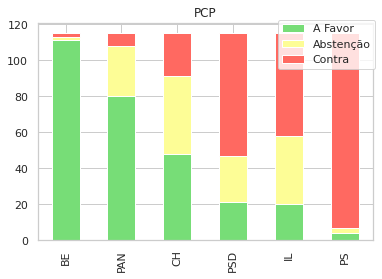 PCP
120
100
80
60
40
20
0
A Favor
Abstenção
Contra
BE
PAN
CH
PSD
IL
PS